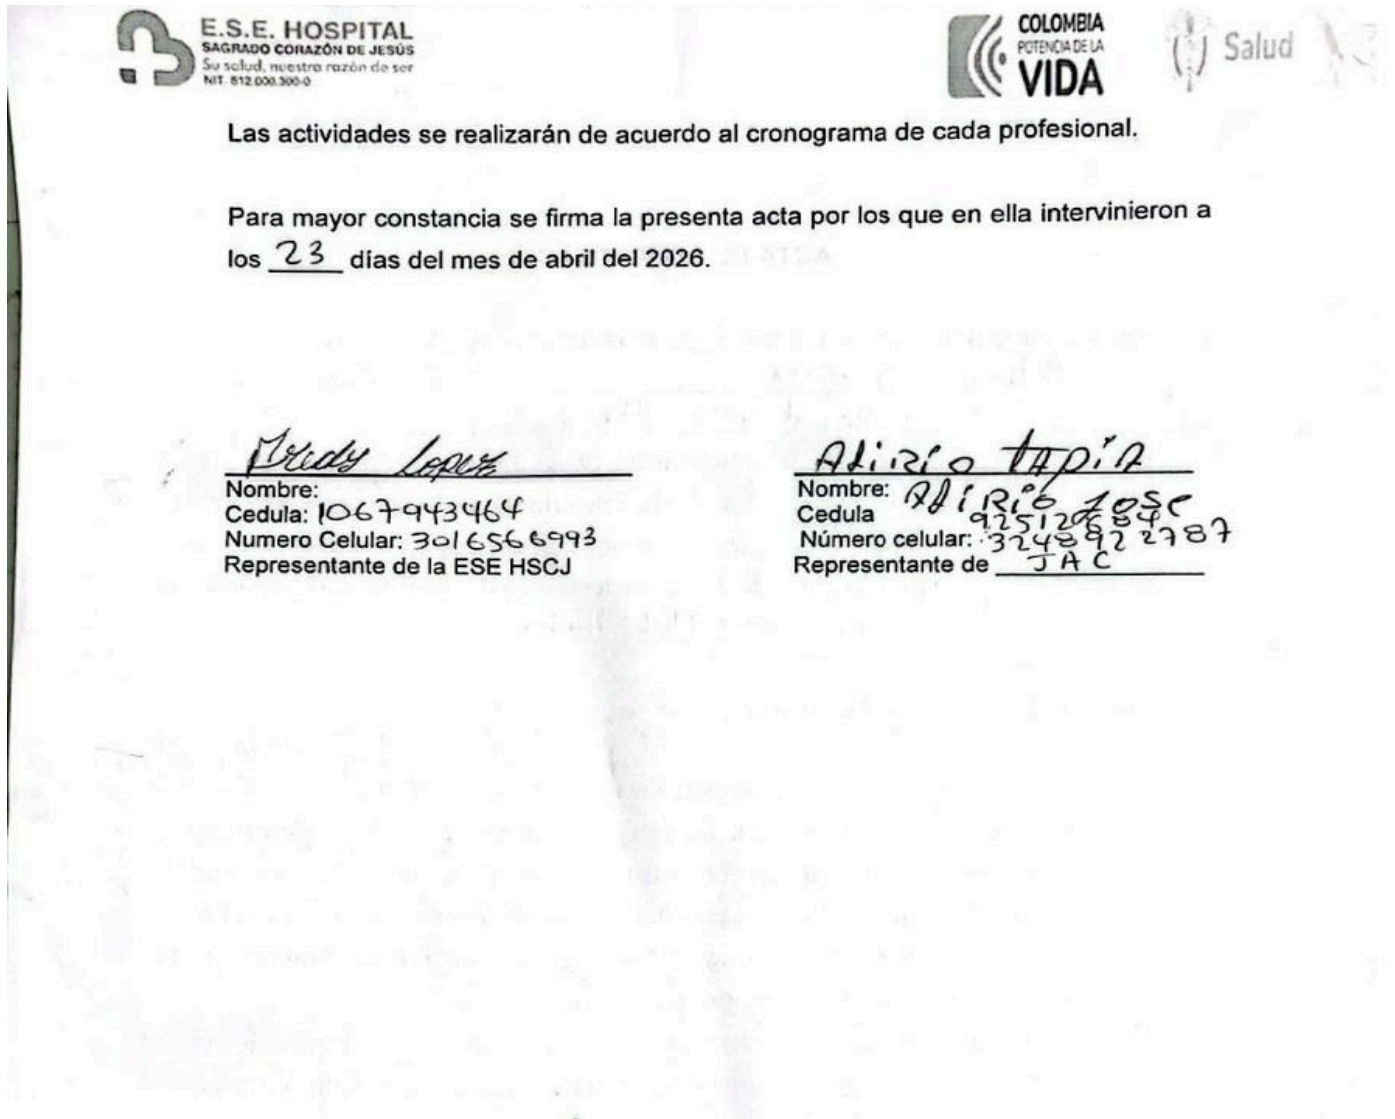 E.S.E. HOSPITAL
SAGRADO CORAZÓN DE JESÚS
Su salud, nuestra razón de ser
NIT. 812.000.300-0
COLOMBIA
POTENCIA DE LA
VIDA
Salud
Las actividades se realizarán de acuerdo al cronograma de cada profesional.
Para mayor constancia se firma la presenta acta por los que en ella intervinieron a
los 23 días del mes de abril del 2026.
Lopez
Nombre:
Cedula: 1067943464
Numero Celular: 3016566993
Representante de la ESE HSCJ
Alirio tapia
Nombre: Alirio Jose
Cedula 92512684
Número celular: 3248922787
Representante de JAC